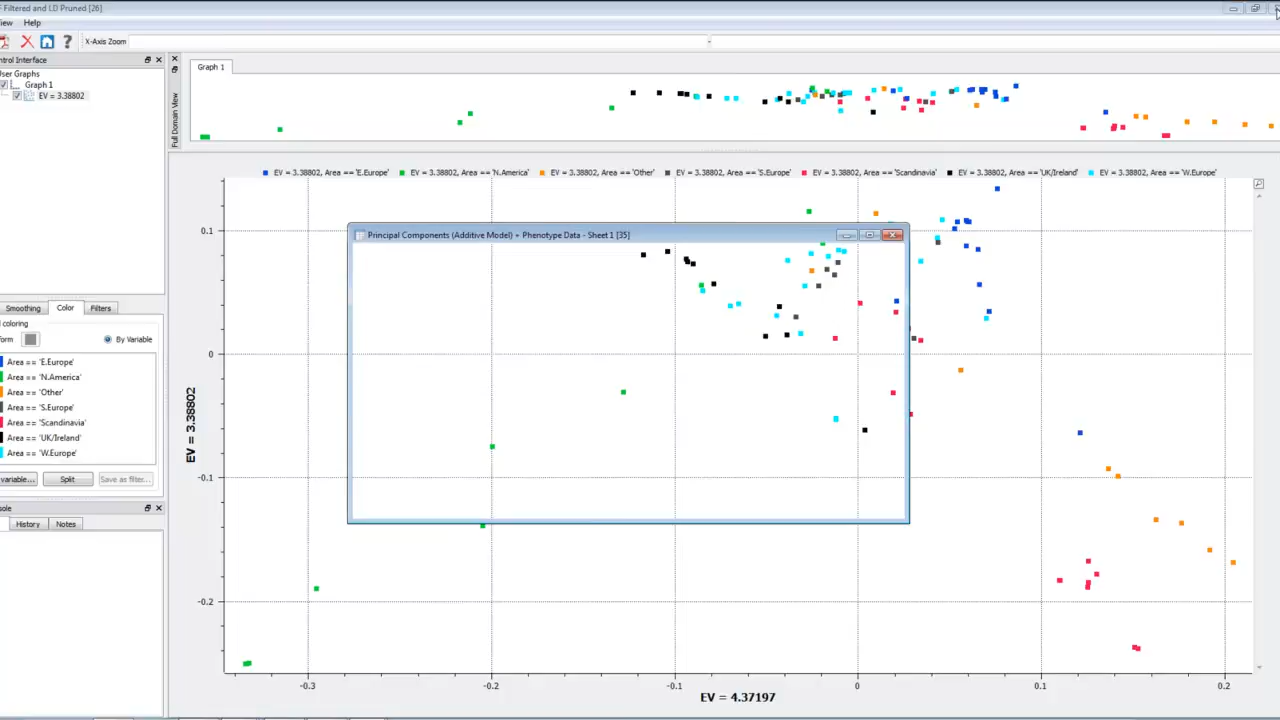 F Filtered and LD Pruned [26]
View Help
X-Axis Zoom
ntrol Interface
User Graphs
Graph 1
EV = 3.38802
Graph 1
Full Domain View
EV = 3.38802, Area == 'E.Europe' EV = 3.38802, Area == 'N.America' EV = 3.38802, Area == 'Other' EV = 3.38802, Area == 'S.Europe' EV = 3.38802, Area == 'Scandinavia' EV = 3.38802, Area == 'UK/Ireland' EV = 3.38802, Area == 'W.Europe'
Principal Components (Additive Model) + Phenotype Data - Sheet 1 [35]
Smoothing Color Filters
d coloring
form By Variable
Area == 'E.Europe'
Area == 'N.America'
Area == 'Other'
Area == 'S.Europe'
Area == 'Scandinavia'
Area == 'UK/Ireland'
Area == 'W.Europe'
variable... Split Save as filter...
sole
History Notes
EV = 3.38802
0.1
0
-0.1
-0.2
-0.3 -0.2 -0.1 0 0.1 0.2
EV = 4.37197